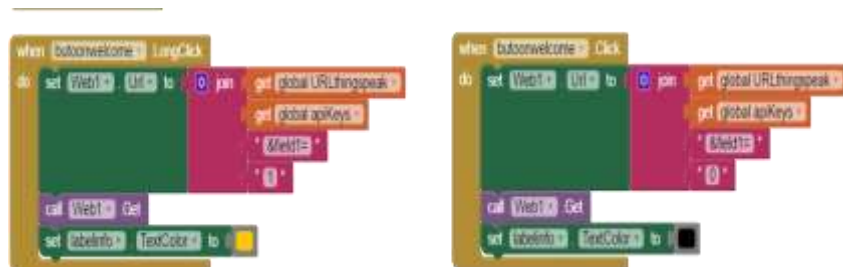 when butoonwelcome .LongClick
do set Web1 . Url to join get global URLthingspeak
get global apiKeys
" &field1= "
" 1 "
call Web1 .Get
set labelinfo . TextColor to
when butoonwelcome .Click
do set Web1 . Url to join get global URLthingspeak
get global apiKeys
" &field1= "
" 0 "
call Web1 .Get
set labelinfo . TextColor to